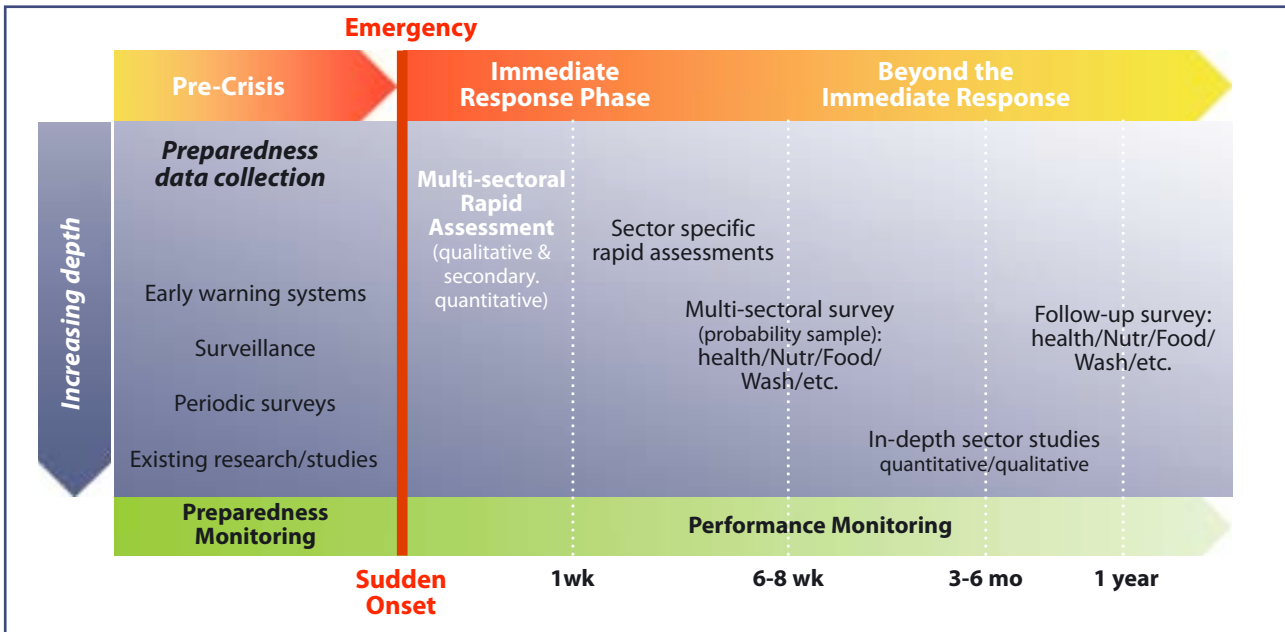 Emergency
Pre-Crisis
Immediate
Response Phase
Beyond the
Immediate Response
Increasing depth
Preparedness
data collection
Early warning systems
Surveillance
Periodic surveys
Existing research/studies
Multi-sectoral
Rapid
Assessment
(qualitative &
secondary.
quantitative)
Sector specific
rapid assessments
Multi-sectoral survey
(probability sample):
health/Nutr/Food/
Wash/etc.
Follow-up survey:
health/Nutr/Food/
Wash/etc.
In-depth sector studies
quantitative/qualitative
Preparedness
Monitoring
Performance Monitoring
Sudden
Onset
1wk
6-8 wk
3-6 mo
1 year